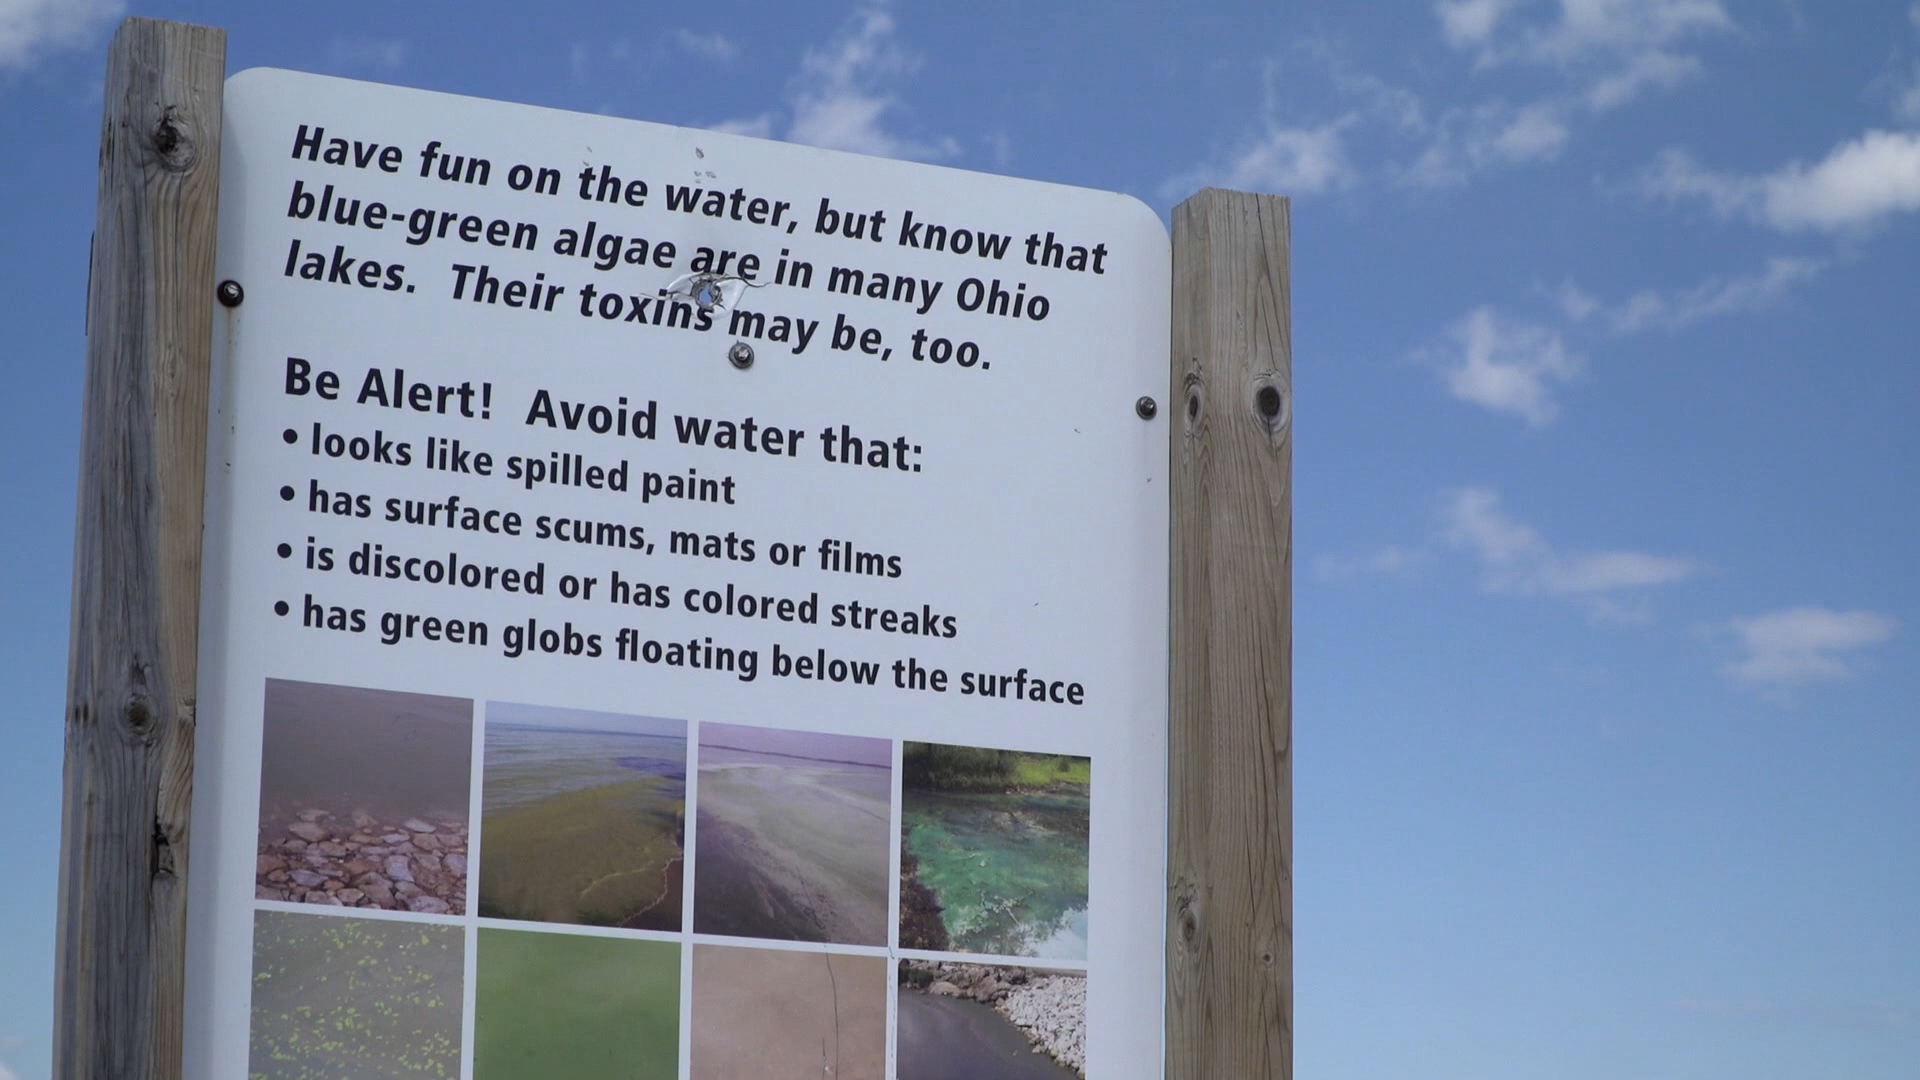 Have fun on the water, but know that
blue-green algae are in many Ohio
lakes. Their toxins may be, too.
Be Alert! Avoid water that:
• looks like spilled paint
• has surface scums, mats or films
• is discolored or has colored streaks
• has green globs floating below the surface